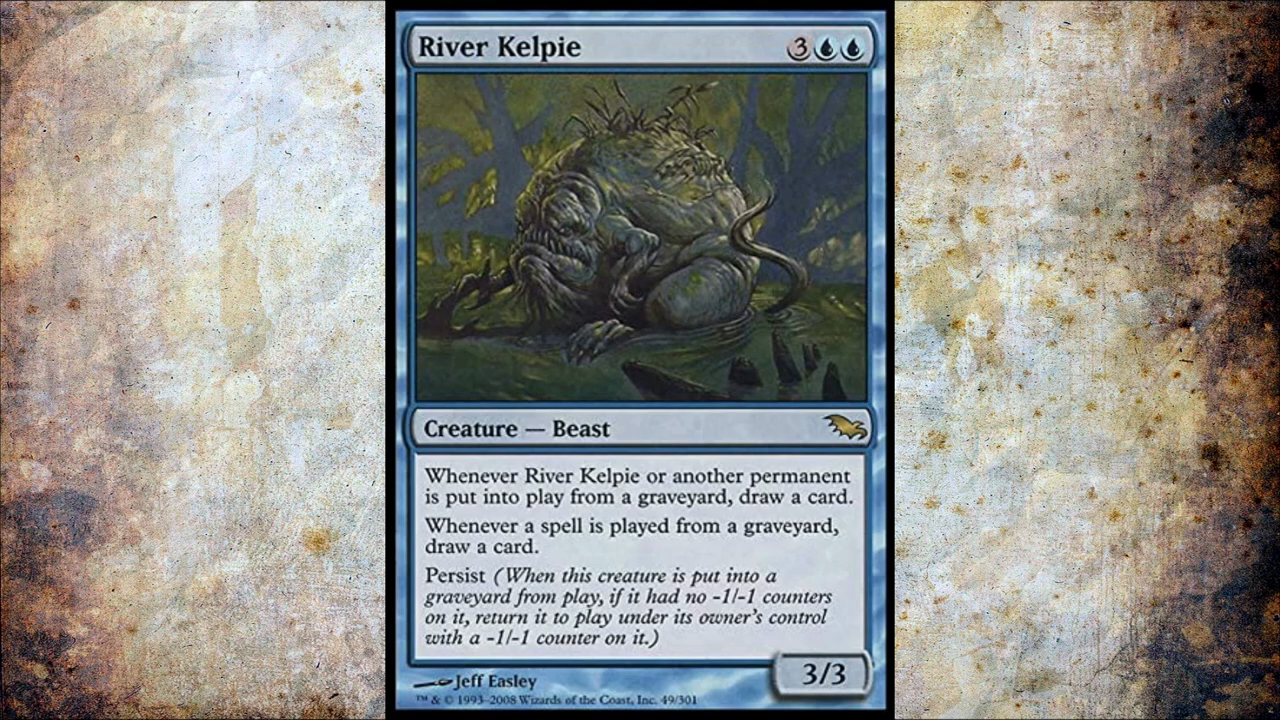 River Kelpie 3
Creature — Beast
Whenever River Kelpie or another permanent
is put into play from a graveyard, draw a card.
Whenever a spell is played from a graveyard,
draw a card.
Persist (When this creature is put into a
graveyard from play, if it had no -1/-1 counters
on it, return it to play under its owner's control
with a -1/-1 counter on it.)
3/3
Jeff Easley
™ & © 1993–2008 Wizards of the Coast, Inc. 49/301